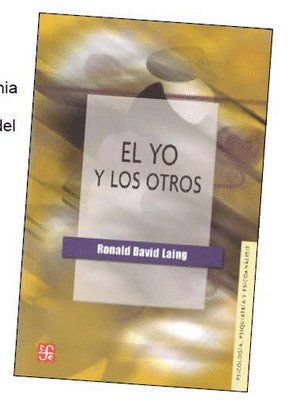 nia
del
EL YO
Y LOS OTROS
Ronald David Laing
PSICOLOGÍA, PSIQUIATRÍA Y PSICOANÁLISIS